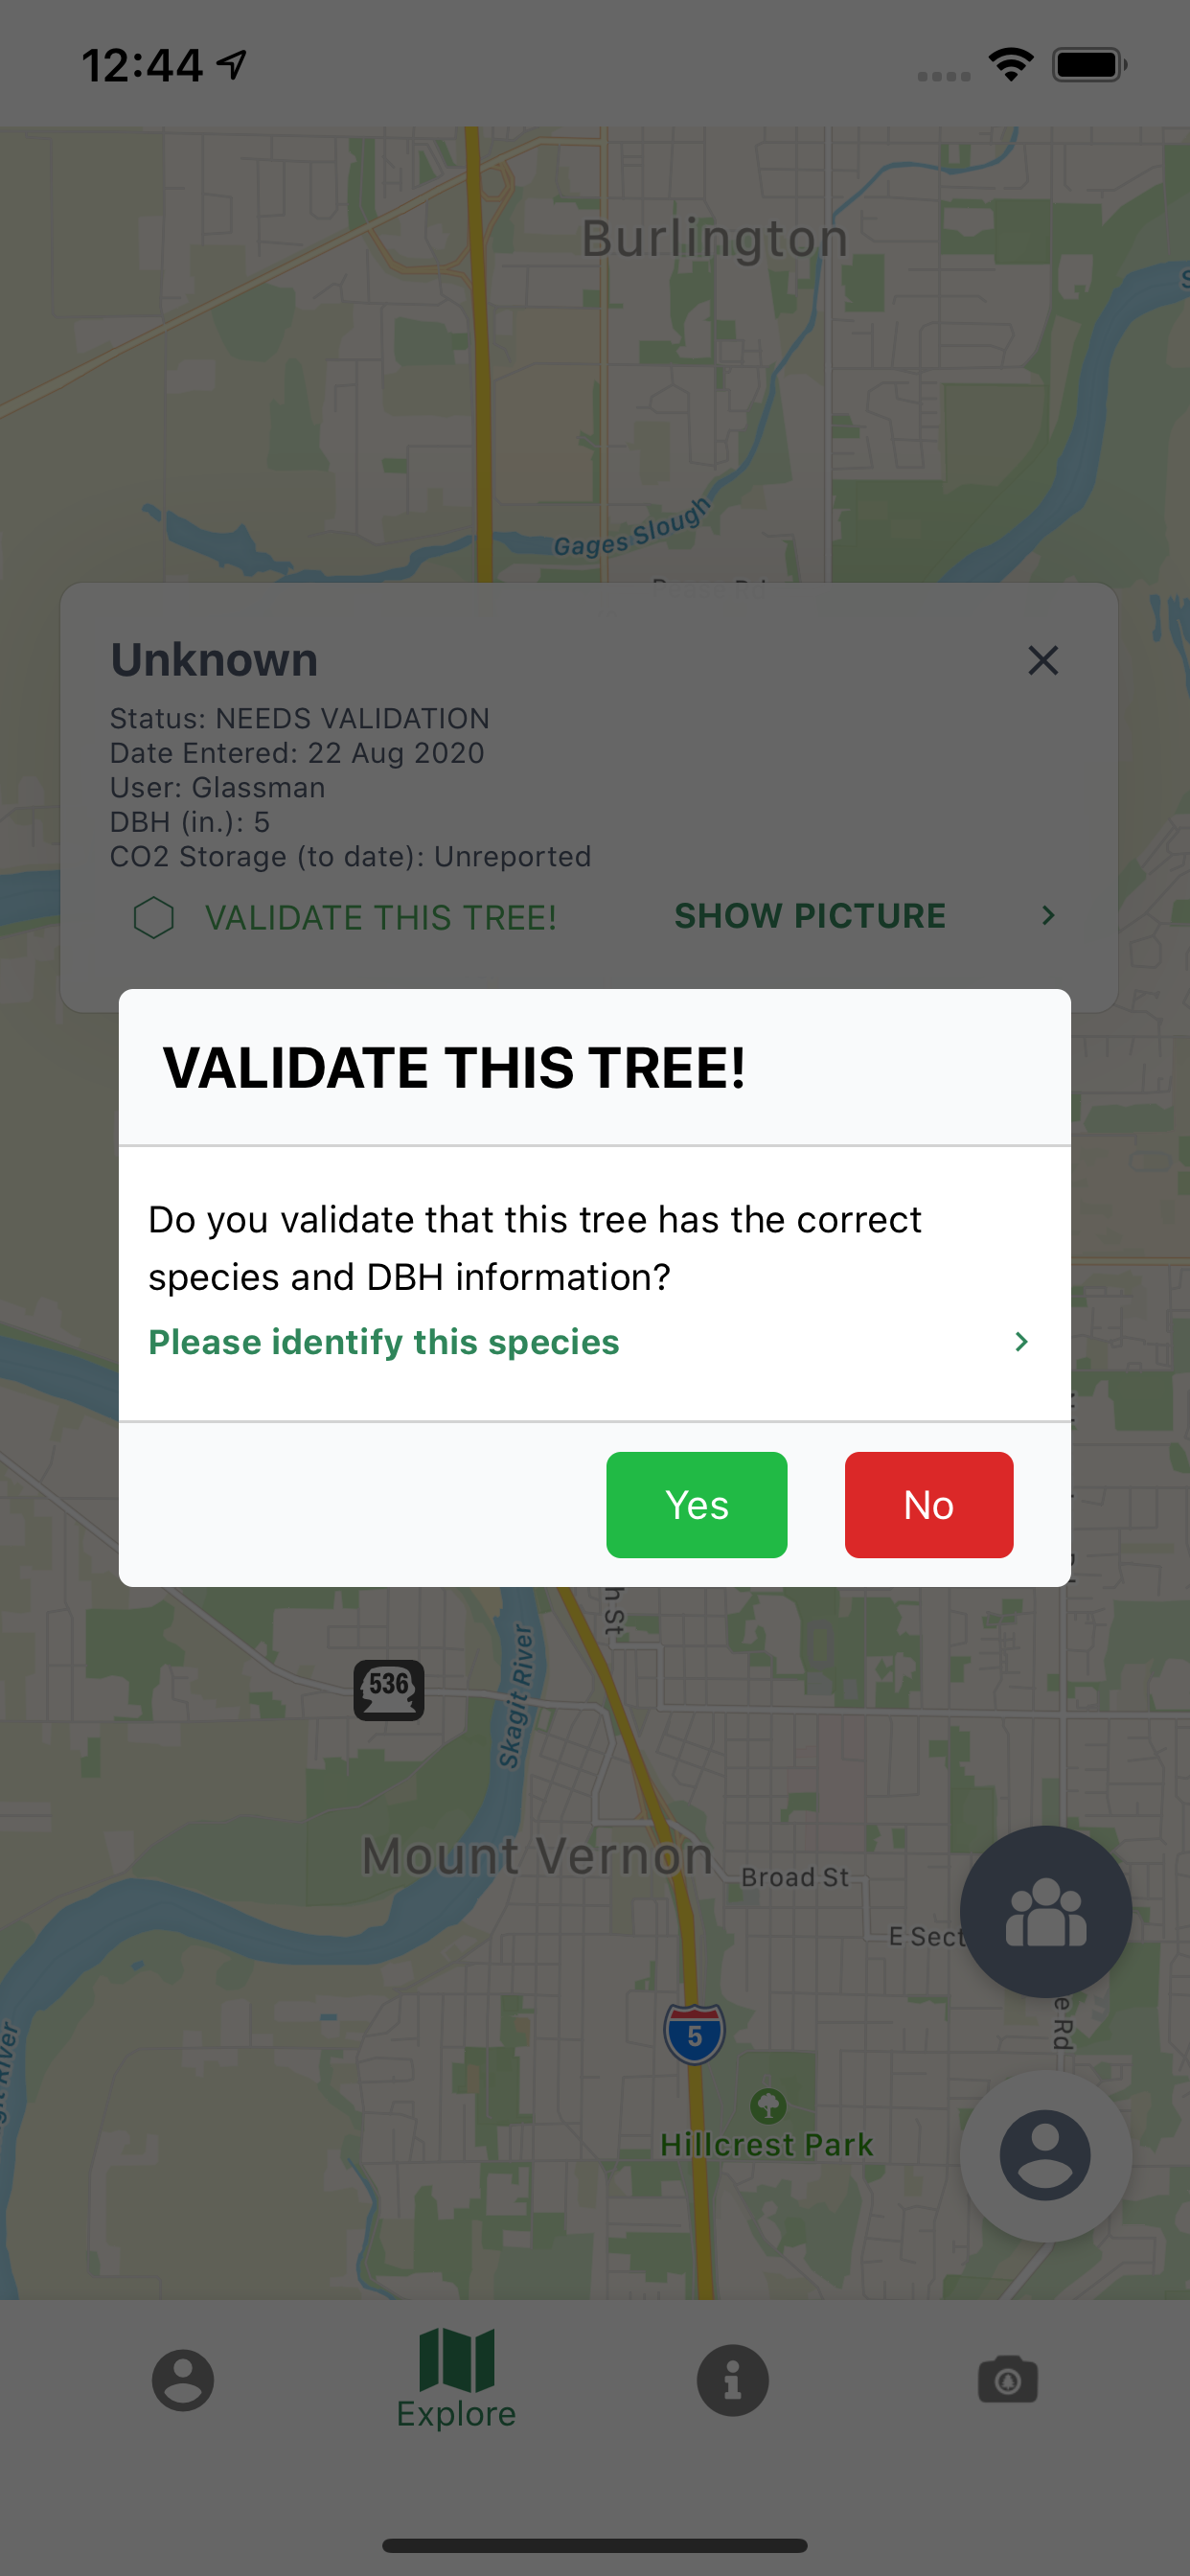 12:44
Burlington
Gages Slough
Unknown
Status: NEEDS VALIDATION
Date Entered: 22 Aug 2020
User: Glassman
DBH (in.): 5
CO2 Storage (to date): Unreported
VALIDATE THIS TREE!
SHOW PICTURE
VALIDATE THIS TREE!
Do you validate that this tree has the correct
species and DBH information?
Please identify this species
Yes
No
h St
536
Skagit River
Mount Vernon
Broad St
E Sect
e Rd
5
Hillcrest Park
git River
Explore